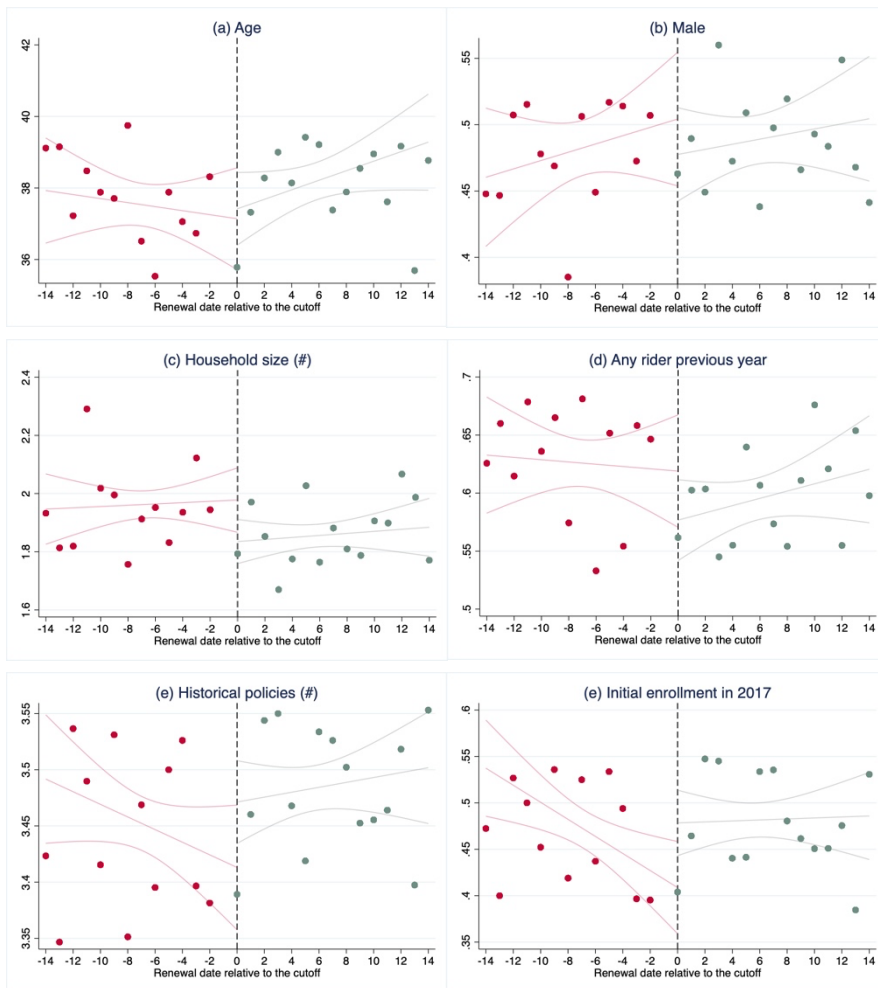 (a) Age
42
40
38
36
-14 -12 -10 -8 -6 -4 -2 0 2 4 6 8 10 12 14
Renewal date relative to the cutoff
(b) Male
.55
.5
.45
.4
-14 -12 -10 -8 -6 -4 -2 0 2 4 6 8 10 12 14
Renewal date relative to the cutoff
(c) Household size (#)
2.4
2.2
2
1.8
1.6
-14 -12 -10 -8 -6 -4 -2 0 2 4 6 8 10 12 14
Renewal date relative to the cutoff
(d) Any rider previous year
.7
.65
.6
.55
.5
-14 -12 -10 -8 -6 -4 -2 0 2 4 6 8 10 12 14
Renewal date relative to the cutoff
(e) Historical policies (#)
3.55
3.5
3.45
3.4
3.35
-14 -12 -10 -8 -6 -4 -2 0 2 4 6 8 10 12 14
Renewal date relative to the cutoff
(e) Initial enrollment in 2017
.6
.55
.5
.45
.4
.35
-14 -12 -10 -8 -6 -4 -2 0 2 4 6 8 10 12 14
Renewal date relative to the cutoff